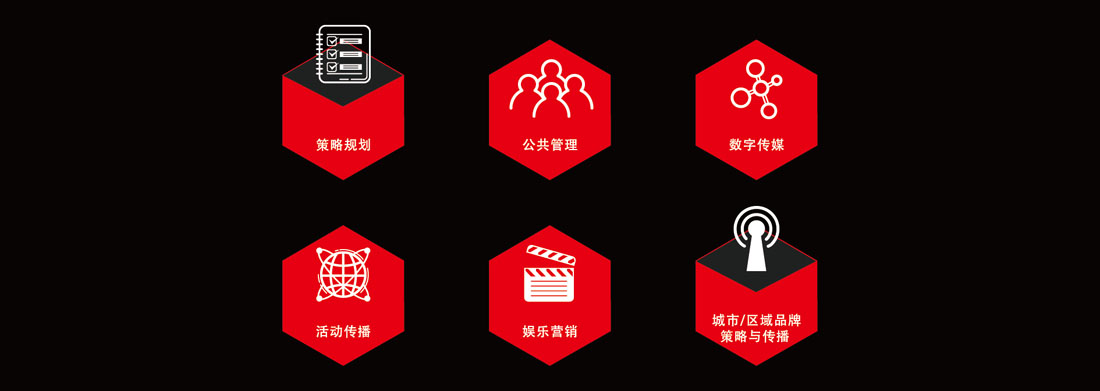 策略规划
公共管理
数字传媒
活动传播
娱乐营销
城市/区域品牌
策略与传播